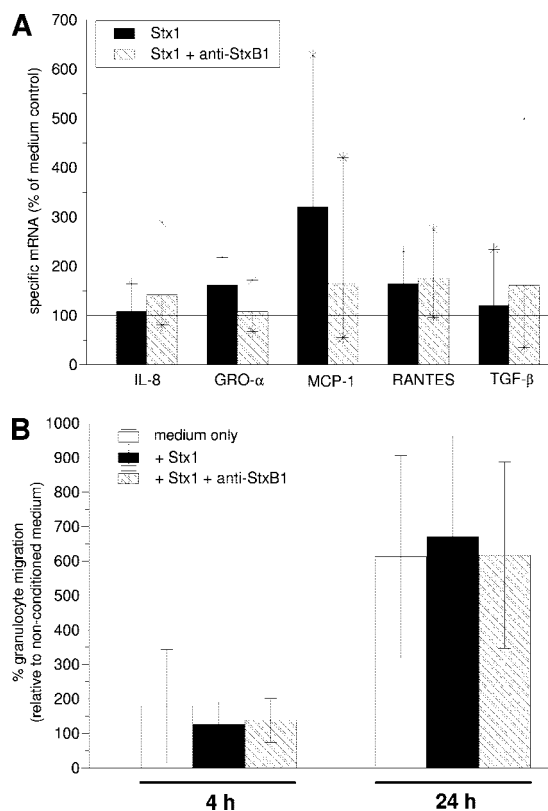 A
700
600
500
400
300
200
100
0
specific mRNA (% of medium control)
Stx1
Stx1 + anti-StxB1
IL-8 GRO-α MCP-1 RANTES TGF-β
B
1000
900
800
700
600
500
400
300
200
100
0
% granulocyte migration
(relative to non-conditioned medium)
medium only
+ Stx1
+ Stx1 + anti-StxB1
4 h 24 h